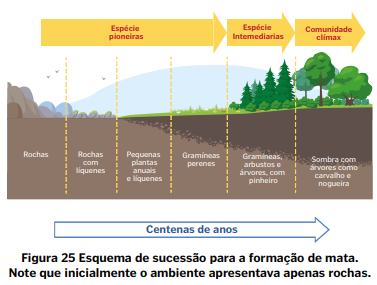 Espécie
pioneiras
Espécie
Intemediarias
Comunidade
clímax
Rochas
Rochas
com
líquenes
Pequenas
plantas
anuais
e líquenes
Gramíneas
perenes
Gramíneas,
arbustos e
árvores, com
pinheiro
Sombra com
árvores como
carvalho e
nogueira
Centenas de anos
Figura 25 Esquema de sucessão para a formação de mata.
Note que inicialmente o ambiente apresentava apenas rochas.